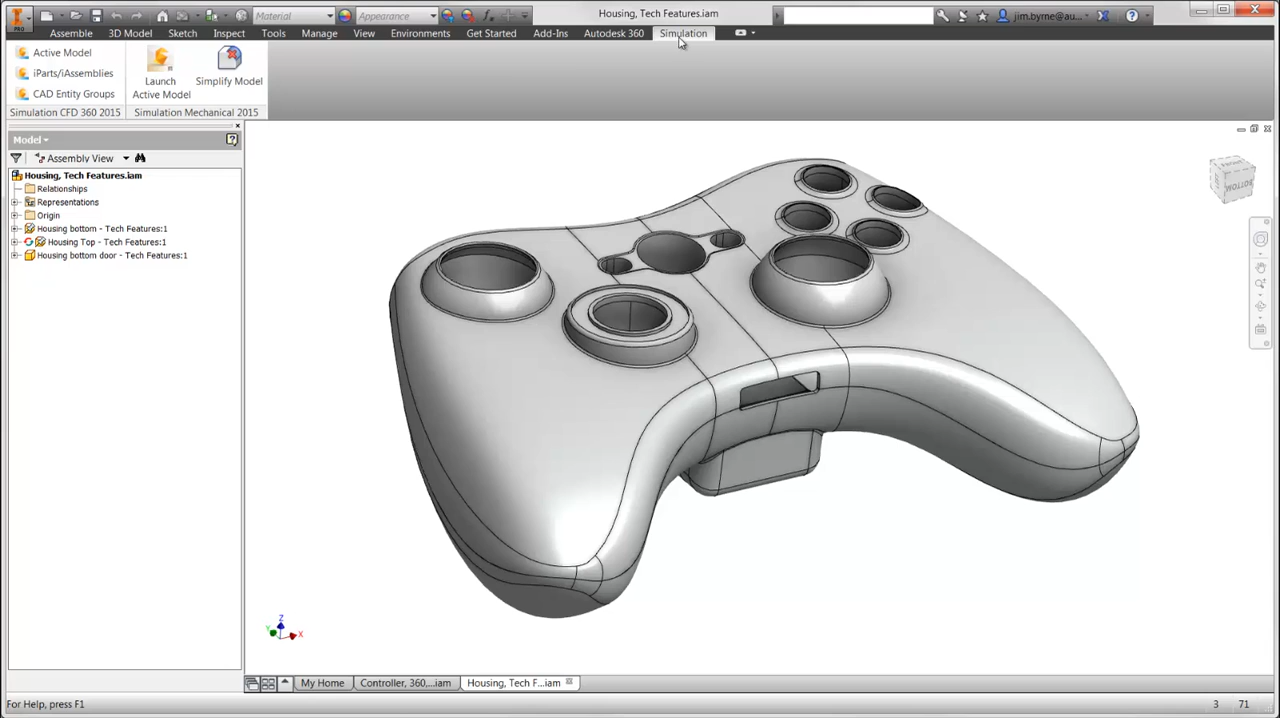 PRO
Material
Appearance
Housing, Tech Features.iam
jim.byrne@au...
Assembly 3D Model Sketch Inspect Tools Manage View Environments Get Started Add-Ins Autodesk 360 Simulation
Active Model
iParts/iAssemblies
CAD Entity Groups
Launch
Active Model
Simplify Model
Simulation CFD 360 2015 Simulation Mechanical 2015
Model
Assembly View
Housing, Tech Features.iam
Relationships
Representations
Origin
Housing bottom - Tech Features:1
Housing Top - Tech Features:1
Housing bottom door - Tech Features:1
FRONT
BOTTOM
Z
Y
X
My Home Controller, 360,...iam Housing, Tech F...iam
For Help, press F1 3 71